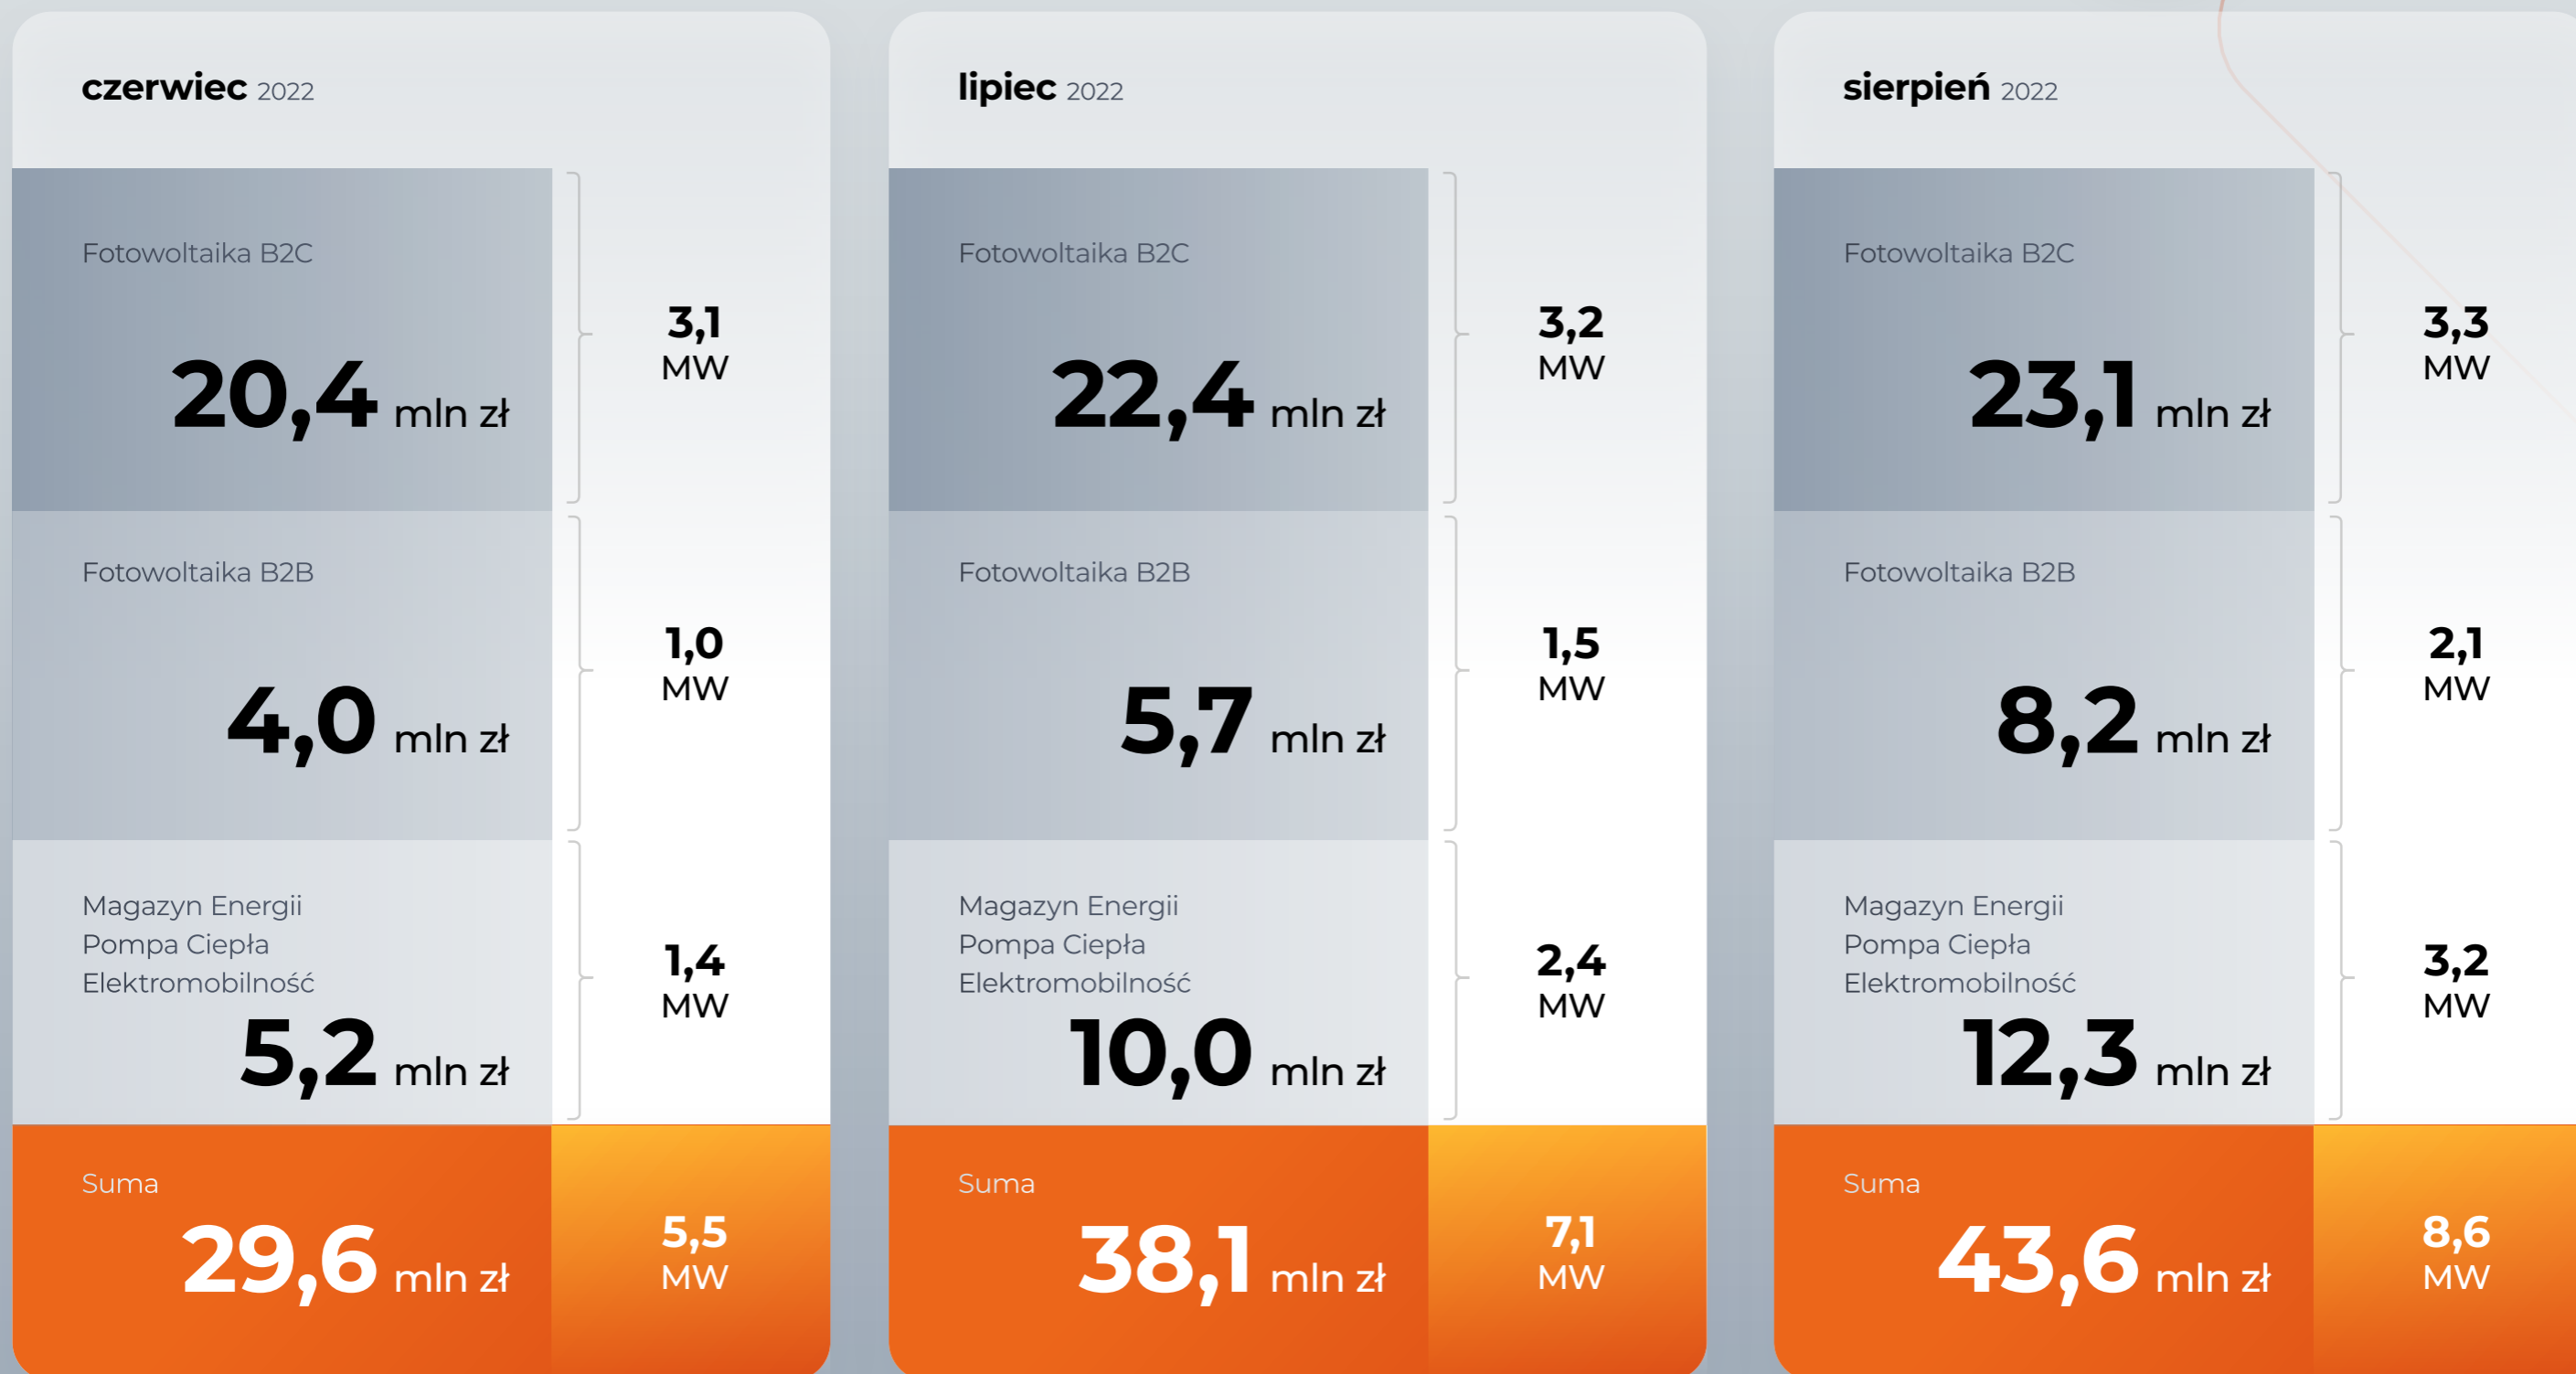 czerwiec 2022
Fotowoltaika B2C
20,4 mln zł
3,1
MW
Fotowoltaika B2B
4,0 mln zł
1,0
MW
Magazyn Energii
Pompa Ciepła
Elektromobilność
5,2 mln zł
1,4
MW
Suma
29,6 mln zł
5,5
MW
lipiec 2022
Fotowoltaika B2C
22,4 mln zł
3,2
MW
Fotowoltaika B2B
5,7 mln zł
1,5
MW
Magazyn Energii
Pompa Ciepła
Elektromobilność
10,0 mln zł
2,4
MW
Suma
38,1 mln zł
7,1
MW
sierpień 2022
Fotowoltaika B2C
23,1 mln zł
3,3
MW
Fotowoltaika B2B
8,2 mln zł
2,1
MW
Magazyn Energii
Pompa Ciepła
Elektromobilność
12,3 mln zł
3,2
MW
Suma
43,6 mln zł
8,6
MW